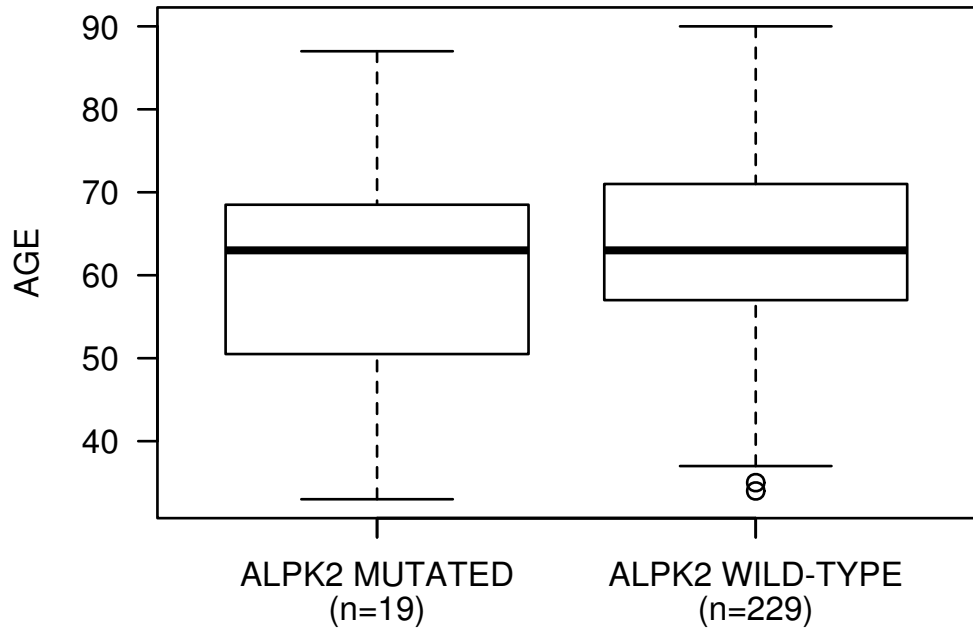 90
80
70
60
50
40
AGE
ALPK2 MUTATED
(n=19)
ALPK2 WILD-TYPE
(n=229)